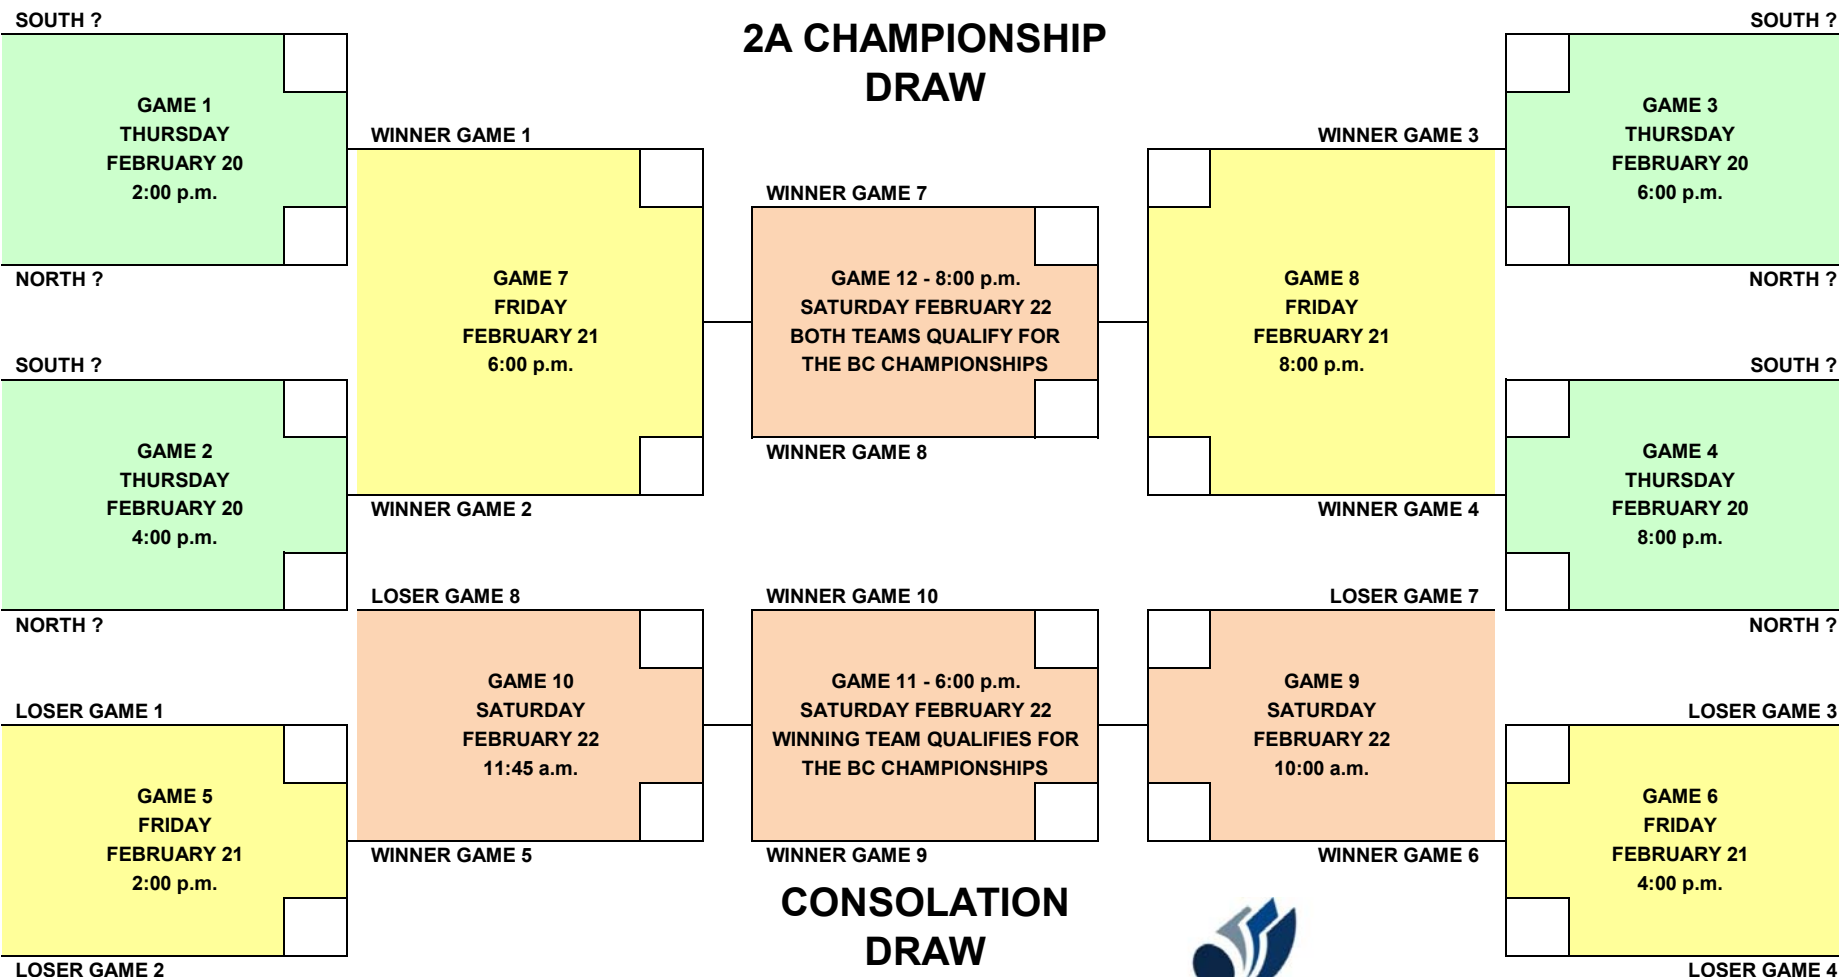 SOUTH ?
2A CHAMPIONSHIP
DRAW
SOUTH ?
GAME 1
THURSDAY
FEBRUARY 20
2:00 p.m.
NORTH ?
GAME 3
THURSDAY
FEBRUARY 20
6:00 p.m.
NORTH ?
WINNER GAME 1
GAME 7
FRIDAY
FEBRUARY 21
6:00 p.m.
WINNER GAME 2
WINNER GAME 7
GAME 12 - 8:00 p.m.
SATURDAY FEBRUARY 22
BOTH TEAMS QUALIFY FOR
THE BC CHAMPIONSHIPS
WINNER GAME 8
WINNER GAME 3
GAME 8
FRIDAY
FEBRUARY 21
8:00 p.m.
WINNER GAME 4
SOUTH ?
GAME 2
THURSDAY
FEBRUARY 20
4:00 p.m.
NORTH ?
SOUTH ?
GAME 4
THURSDAY
FEBRUARY 20
8:00 p.m.
NORTH ?
LOSER GAME 8
GAME 10
SATURDAY
FEBRUARY 22
11:45 a.m.
WINNER GAME 5
WINNER GAME 10
GAME 11 - 6:00 p.m.
SATURDAY FEBRUARY 22
WINNING TEAM QUALIFIES FOR
THE BC CHAMPIONSHIPS
WINNER GAME 9
LOSER GAME 7
GAME 9
SATURDAY
FEBRUARY 22
10:00 a.m.
WINNER GAME 6
LOSER GAME 1
GAME 5
FRIDAY
FEBRUARY 21
2:00 p.m.
LOSER GAME 2
CONSOLATION
DRAW
LOSER GAME 3
GAME 6
FRIDAY
FEBRUARY 21
4:00 p.m.
LOSER GAME 4